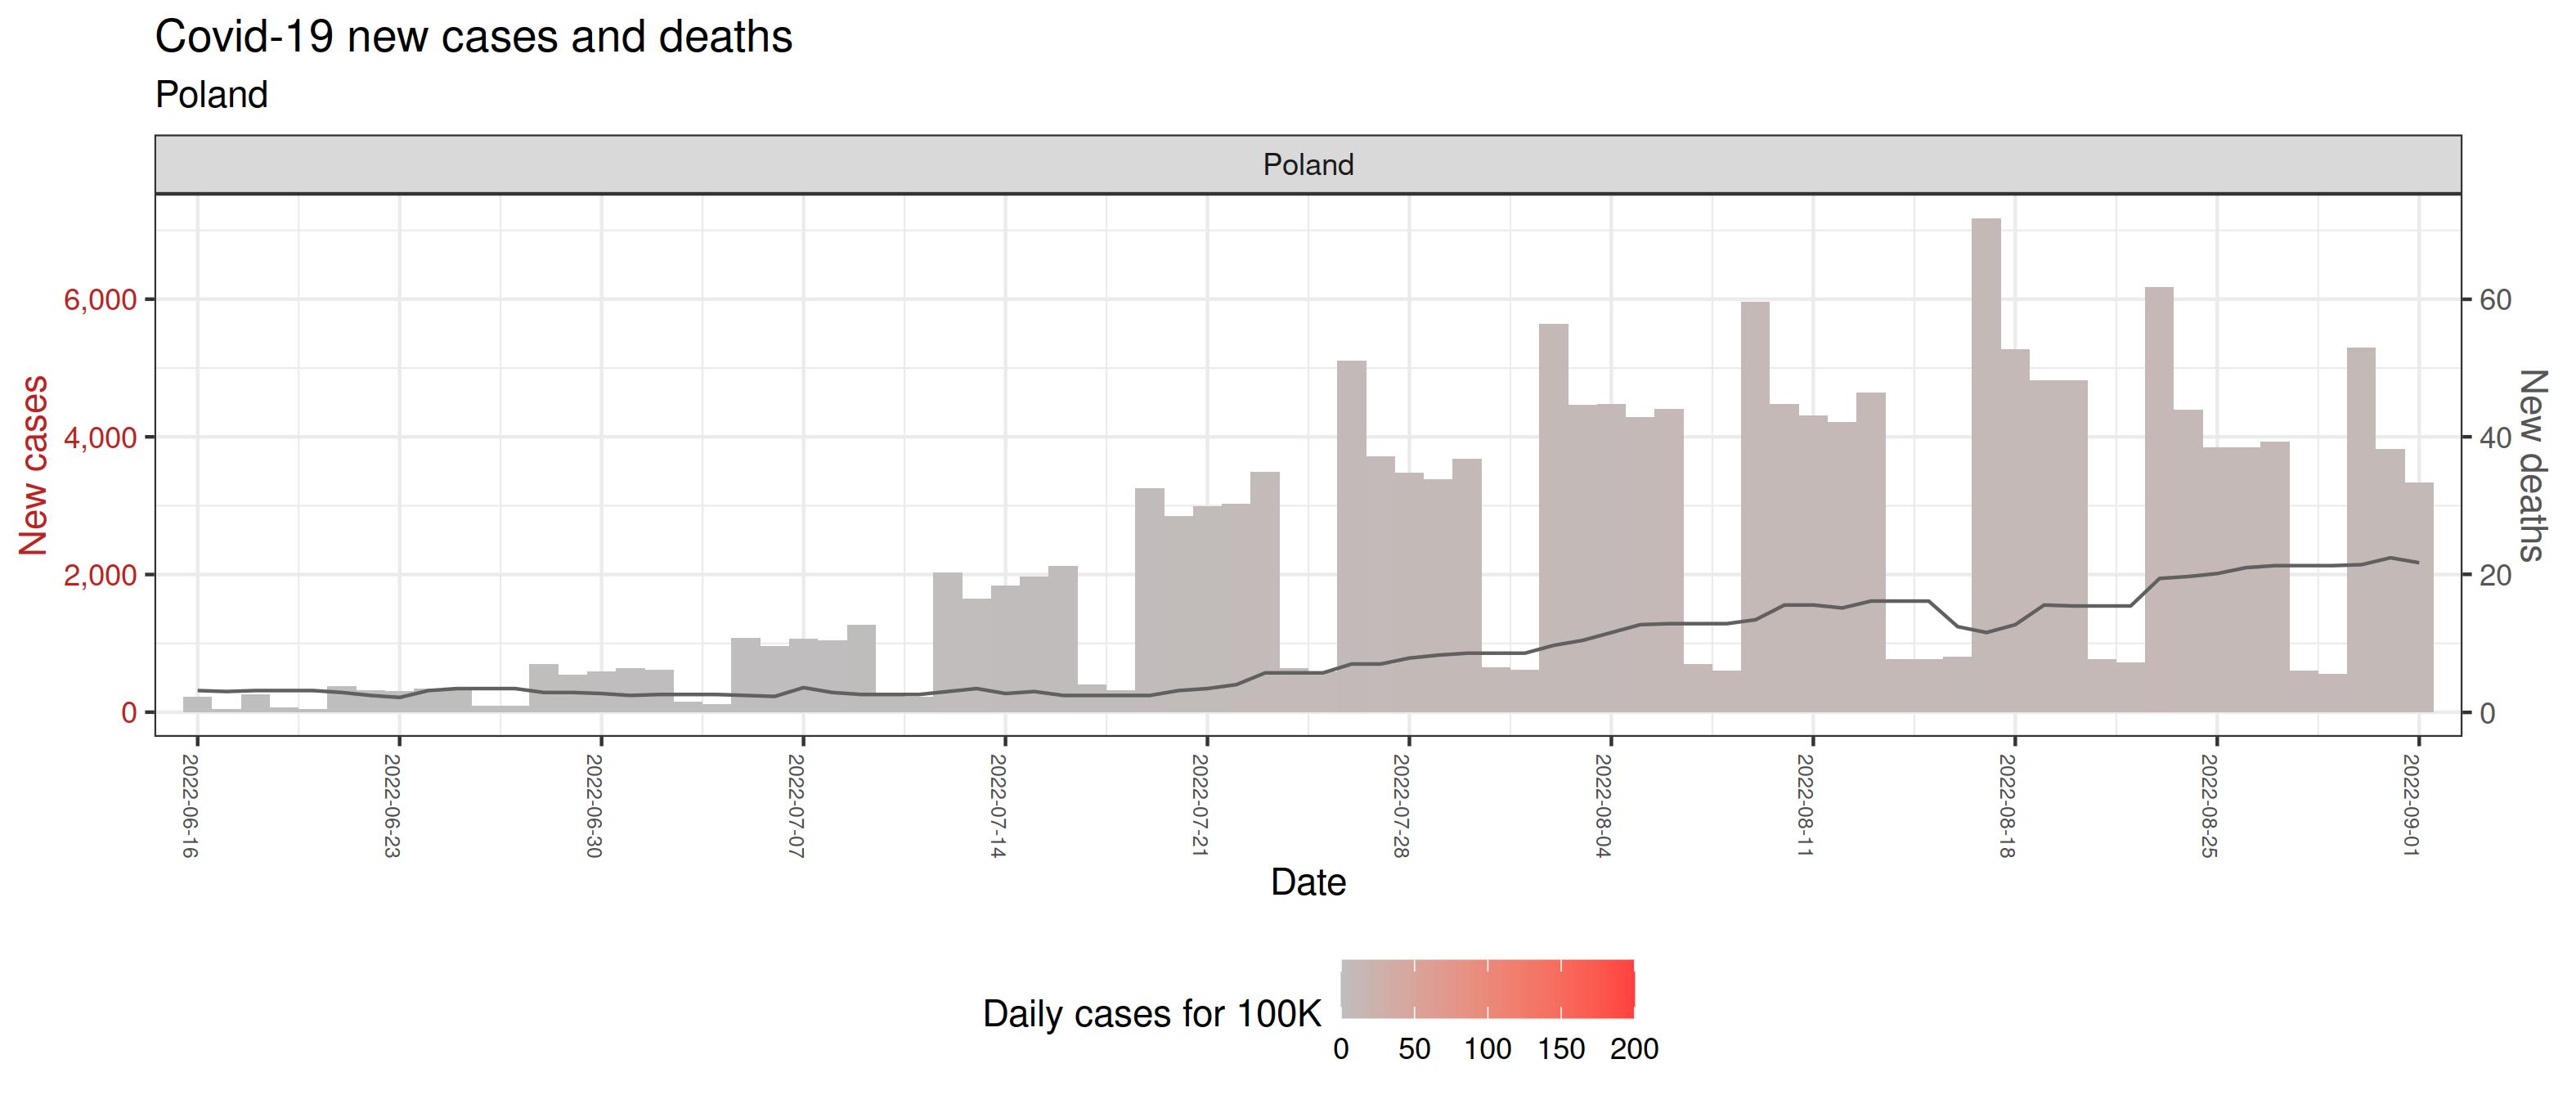 Covid-19 new cases and deaths
Poland
Poland
New cases
6,000
4,000
2,000
0
60
40
20
0
New deaths
2022-06-16
2022-06-23
2022-06-30
2022-07-07
2022-07-14
2022-07-21
2022-07-28
2022-08-04
2022-08-11
2022-08-18
2022-08-25
2022-09-01
Date
Daily cases for 100K
0 50 100 150 200